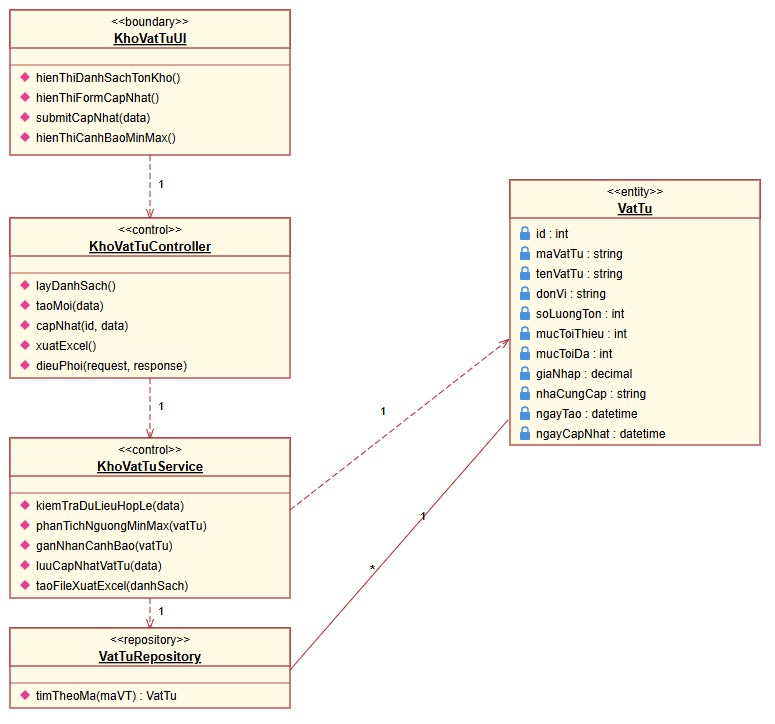 <<boundary>>
KhoVatTuUI
hienThiDanhSachTonKho()
hienThiFormCapNhat()
submitCapNhat(data)
hienThiCanhBaoMinMax()
1
<<control>>
KhoVatTuController
layDanhSach()
taoMoi(data)
capNhat(id, data)
xuatExcel()
dieuPhoi(request, response)
1
<<control>>
KhoVatTuService
kiemTraDuLieuHopLe(data)
phanTichNguongMinMax(vatTu)
ganNhanCanhBao(vatTu)
luuCapNhatVatTu(data)
taoFileXuatExcel(danhSach)
1
<<repository>>
VatTuRepository
timTheoMa(maVT) : VatTu
1
1
*
<<entity>>
VatTu
id : int
maVatTu : string
tenVatTu : string
donVi : string
soLuongTon : int
mucToiThieu : int
mucToiDa : int
giaNhap : decimal
nhaCungCap : string
ngayTao : datetime
ngayCapNhat : datetime